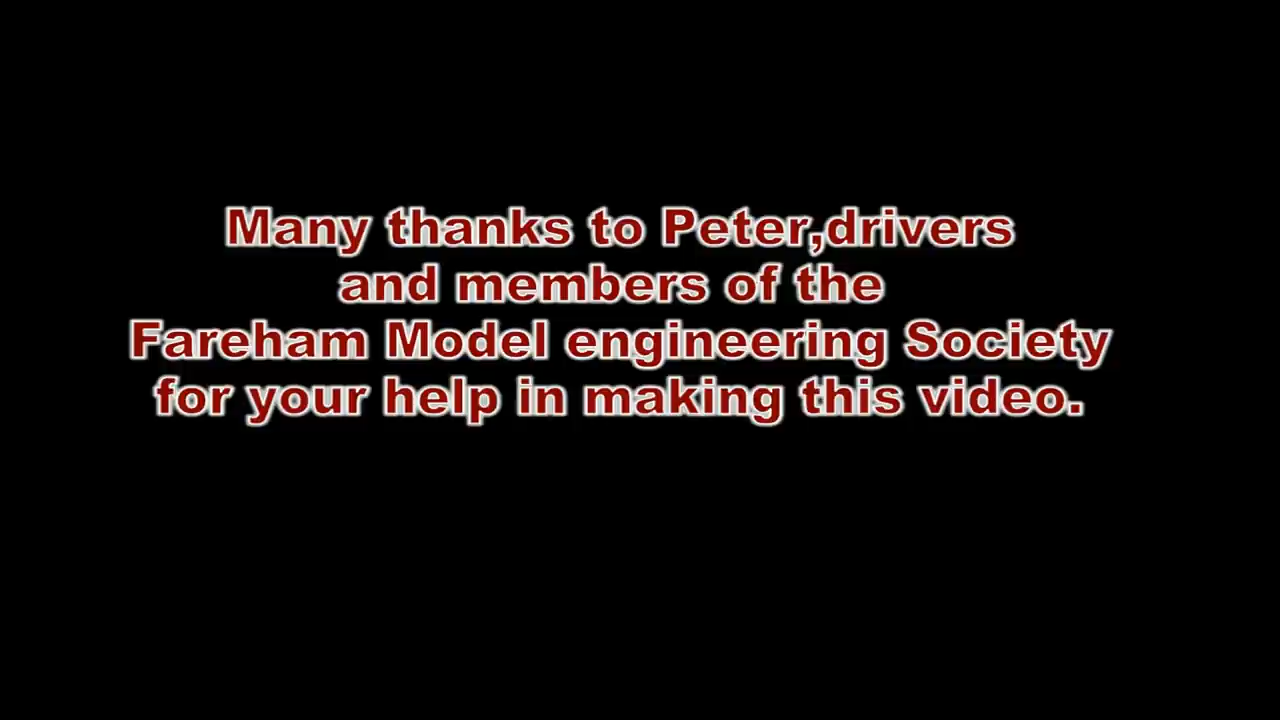 Many thanks to Peter,drivers
and members of the
Fareham Model engineering Society
for your help in making this video.